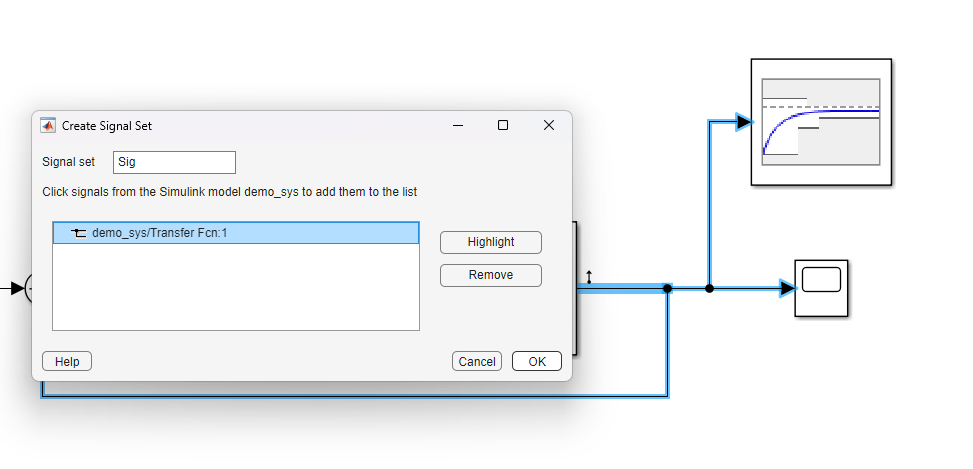 Create Signal Set
Signal set Sig
Click signals from the Simulink model demo_sys to add them to the list
demo_sys/Transfer Fcn:1
Highlight
Remove
Help Cancel OK